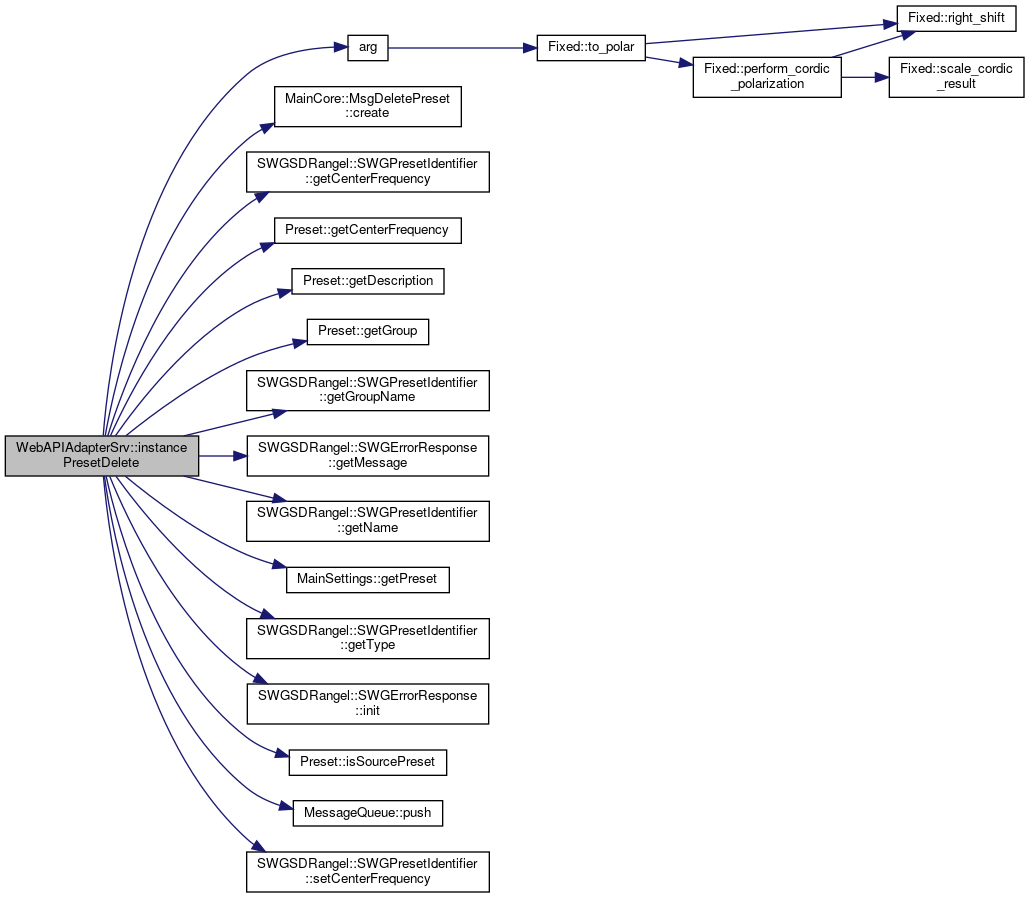 WebAPIAdapterSrv::instance
PresetDelete
arg
Fixed::to_polar
Fixed::right_shift
Fixed::perform_cordic
_polarization
Fixed::scale_cordic
_result
MainCore::MsgDeletePreset
::create
SWGSDRangel::SWGPresetIdentifier
::getCenterFrequency
Preset::getCenterFrequency
Preset::getDescription
Preset::getGroup
SWGSDRangel::SWGPresetIdentifier
::getGroupName
SWGSDRangel::SWGErrorResponse
::getMessage
SWGSDRangel::SWGPresetIdentifier
::getName
MainSettings::getPreset
SWGSDRangel::SWGPresetIdentifier
::getType
SWGSDRangel::SWGErrorResponse
::init
Preset::isSourcePreset
MessageQueue::push
SWGSDRangel::SWGPresetIdentifier
::setCenterFrequency